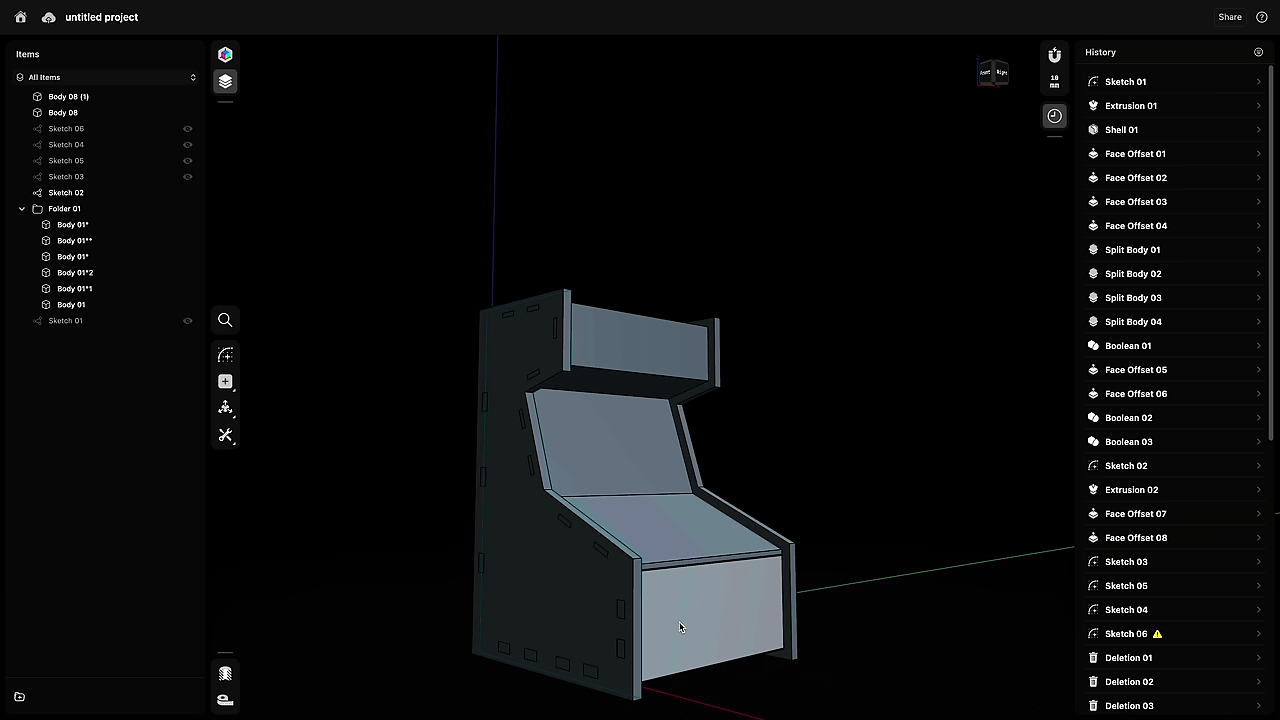 untitled project
Share
Items
All Items
Body 08 (1)
Body 08
Sketch 06
Sketch 04
Sketch 05
Sketch 03
Sketch 02
Folder 01
Body 01*
Body 01**
Body 01*
Body 01*2
Body 01*1
Body 01
Sketch 01
Front Right
10
mm
History
Sketch 01
Extrusion 01
Shell 01
Face Offset 01
Face Offset 02
Face Offset 03
Face Offset 04
Split Body 01
Split Body 02
Split Body 03
Split Body 04
Boolean 01
Face Offset 05
Face Offset 06
Boolean 02
Boolean 03
Sketch 02
Extrusion 02
Face Offset 07
Face Offset 08
Sketch 03
Sketch 05
Sketch 04
Sketch 06
Deletion 01
Deletion 02
Deletion 03